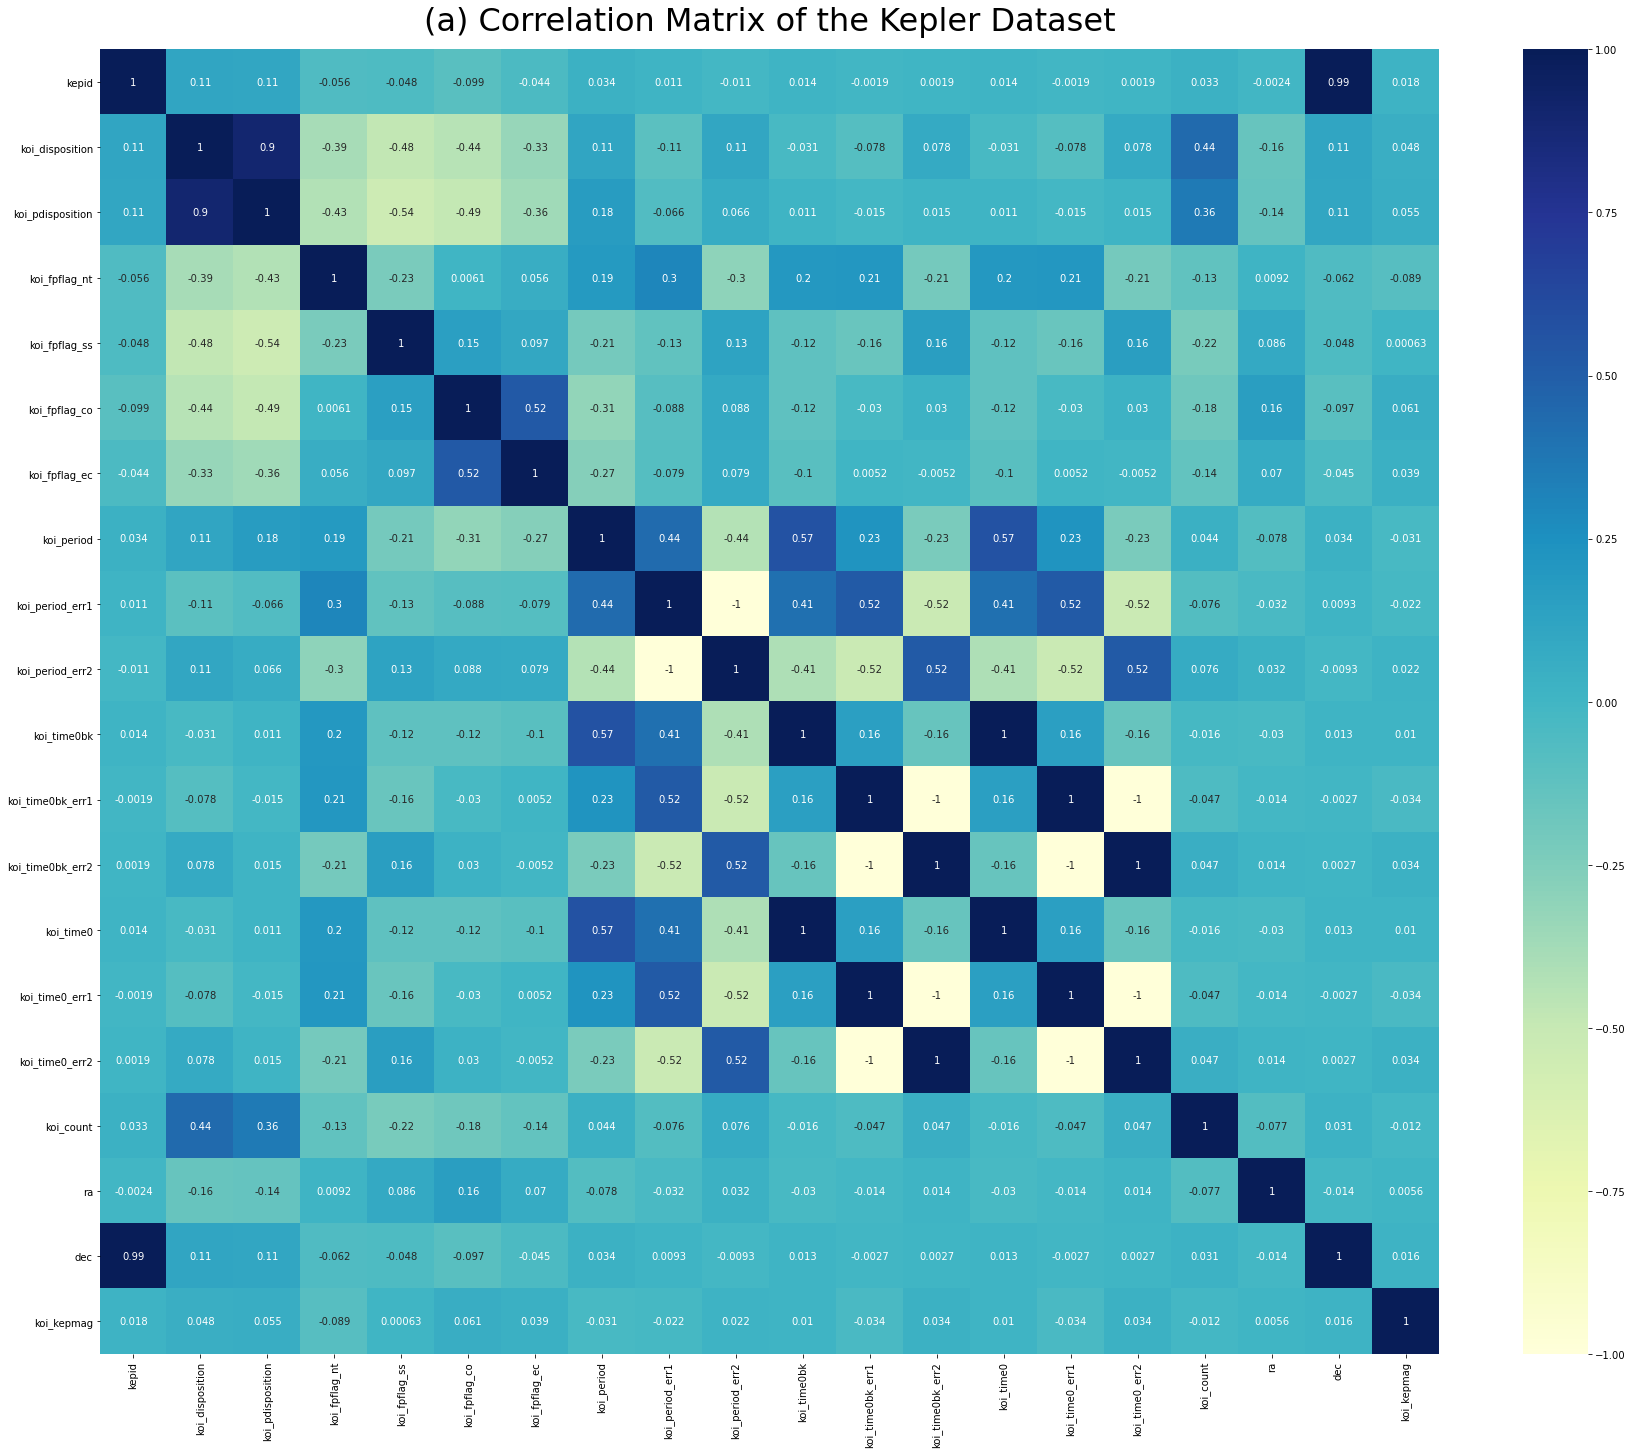 (a) Correlation Matrix of the Kepler Dataset
kepid 1 0.11 0.11 -0.056 -0.048 -0.099 -0.044 0.034 0.011 -0.011 0.014 -0.0019 0.0019 0.014 -0.0019 0.0019 0.033 -0.0024 0.99 0.018
koi_disposition 0.11 1 0.9 -0.39 -0.48 -0.44 -0.33 0.11 -0.11 0.11 -0.031 -0.078 0.078 -0.031 -0.078 0.078 0.44 -0.16 0.11 0.048
koi_pdisposition 0.11 0.9 1 -0.43 -0.54 -0.49 -0.36 0.18 -0.066 0.066 0.011 -0.015 0.015 0.011 -0.015 0.015 0.36 -0.14 0.11 0.055
koi_fpflag_nt -0.056 -0.39 -0.43 1 -0.23 0.0061 0.056 0.19 0.3 -0.3 0.2 0.21 -0.21 0.2 0.21 -0.21 -0.13 0.0092 -0.062 -0.089
koi_fpflag_ss -0.048 -0.48 -0.54 -0.23 1 0.15 0.097 -0.21 -0.13 0.13 -0.12 -0.16 0.16 -0.12 -0.16 0.16 -0.22 0.086 -0.048 0.00063
koi_fpflag_co -0.099 -0.44 -0.49 0.0061 0.15 1 0.52 -0.31 -0.088 0.088 -0.12 -0.03 0.03 -0.12 -0.03 0.03 -0.18 0.16 -0.097 0.061
koi_fpflag_ec -0.044 -0.33 -0.36 0.056 0.097 0.52 1 -0.27 -0.079 0.079 -0.1 0.0052 -0.0052 -0.1 0.0052 -0.0052 -0.14 0.07 -0.045 0.039
koi_period 0.034 0.11 0.18 0.19 -0.21 -0.31 -0.27 1 0.44 -0.44 0.57 0.23 -0.23 0.57 0.23 -0.23 0.044 -0.078 0.034 -0.031
koi_period_err1 0.011 -0.11 -0.066 0.3 -0.13 -0.088 -0.079 0.44 1 -1 0.41 0.52 -0.52 0.41 0.52 -0.52 -0.076 -0.032 0.0093 -0.022
koi_period_err2 -0.011 0.11 0.066 -0.3 0.13 0.088 0.079 -0.44 -1 1 -0.41 -0.52 0.52 -0.41 -0.52 0.52 0.076 0.032 -0.0093 0.022
koi_time0bk 0.014 -0.031 0.011 0.2 -0.12 -0.12 -0.1 0.57 0.41 -0.41 1 0.16 -0.16 1 0.16 -0.16 -0.016 -0.03 0.013 0.01
koi_time0bk_err1 -0.0019 -0.078 -0.015 0.21 -0.16 -0.03 0.0052 0.23 0.52 -0.52 0.16 1 -1 0.16 1 -1 -0.047 -0.014 -0.0027 -0.034
koi_time0bk_err2 0.0019 0.078 0.015 -0.21 0.16 0.03 -0.0052 -0.23 -0.52 0.52 -0.16 -1 1 -0.16 -1 1 0.047 0.014 0.0027 0.034
koi_time0 0.014 -0.031 0.011 0.2 -0.12 -0.12 -0.1 0.57 0.41 -0.41 1 0.16 -0.16 1 0.16 -0.16 -0.016 -0.03 0.013 0.01
koi_time0_err1 -0.0019 -0.078 -0.015 0.21 -0.16 -0.03 0.0052 0.23 0.52 -0.52 0.16 1 -1 0.16 1 -1 -0.047 -0.014 -0.0027 -0.034
koi_time0_err2 0.0019 0.078 0.015 -0.21 0.16 0.03 -0.0052 -0.23 -0.52 0.52 -0.16 -1 1 -0.16 -1 1 0.047 0.014 0.0027 0.034
koi_count 0.033 0.44 0.36 -0.13 -0.22 -0.18 -0.14 0.044 -0.076 0.076 -0.016 -0.047 0.047 -0.016 -0.047 0.047 1 -0.077 0.031 -0.012
ra -0.0024 -0.16 -0.14 0.0092 0.086 0.16 0.07 -0.078 -0.032 0.032 -0.03 -0.014 0.014 -0.03 -0.014 0.014 -0.077 1 -0.014 0.0056
dec 0.99 0.11 0.11 -0.062 -0.048 -0.097 -0.045 0.034 0.0093 -0.0093 0.013 -0.0027 0.0027 0.013 -0.0027 0.0027 0.031 -0.014 1 0.016
koi_kepmag 0.018 0.048 0.055 -0.089 0.00063 0.061 0.039 -0.031 -0.022 0.022 0.01 -0.034 0.034 0.01 -0.034 0.034 -0.012 0.0056 0.016 1
kepid
koi_disposition
koi_pdisposition
koi_fpflag_nt
koi_fpflag_ss
koi_fpflag_co
koi_fpflag_ec
koi_period
koi_period_err1
koi_period_err2
koi_time0bk
koi_time0bk_err1
koi_time0bk_err2
koi_time0
koi_time0_err1
koi_time0_err2
koi_count
ra
dec
koi_kepmag
1.00
0.75
0.50
0.25
0.00
−0.25
−0.50
−0.75
−1.00